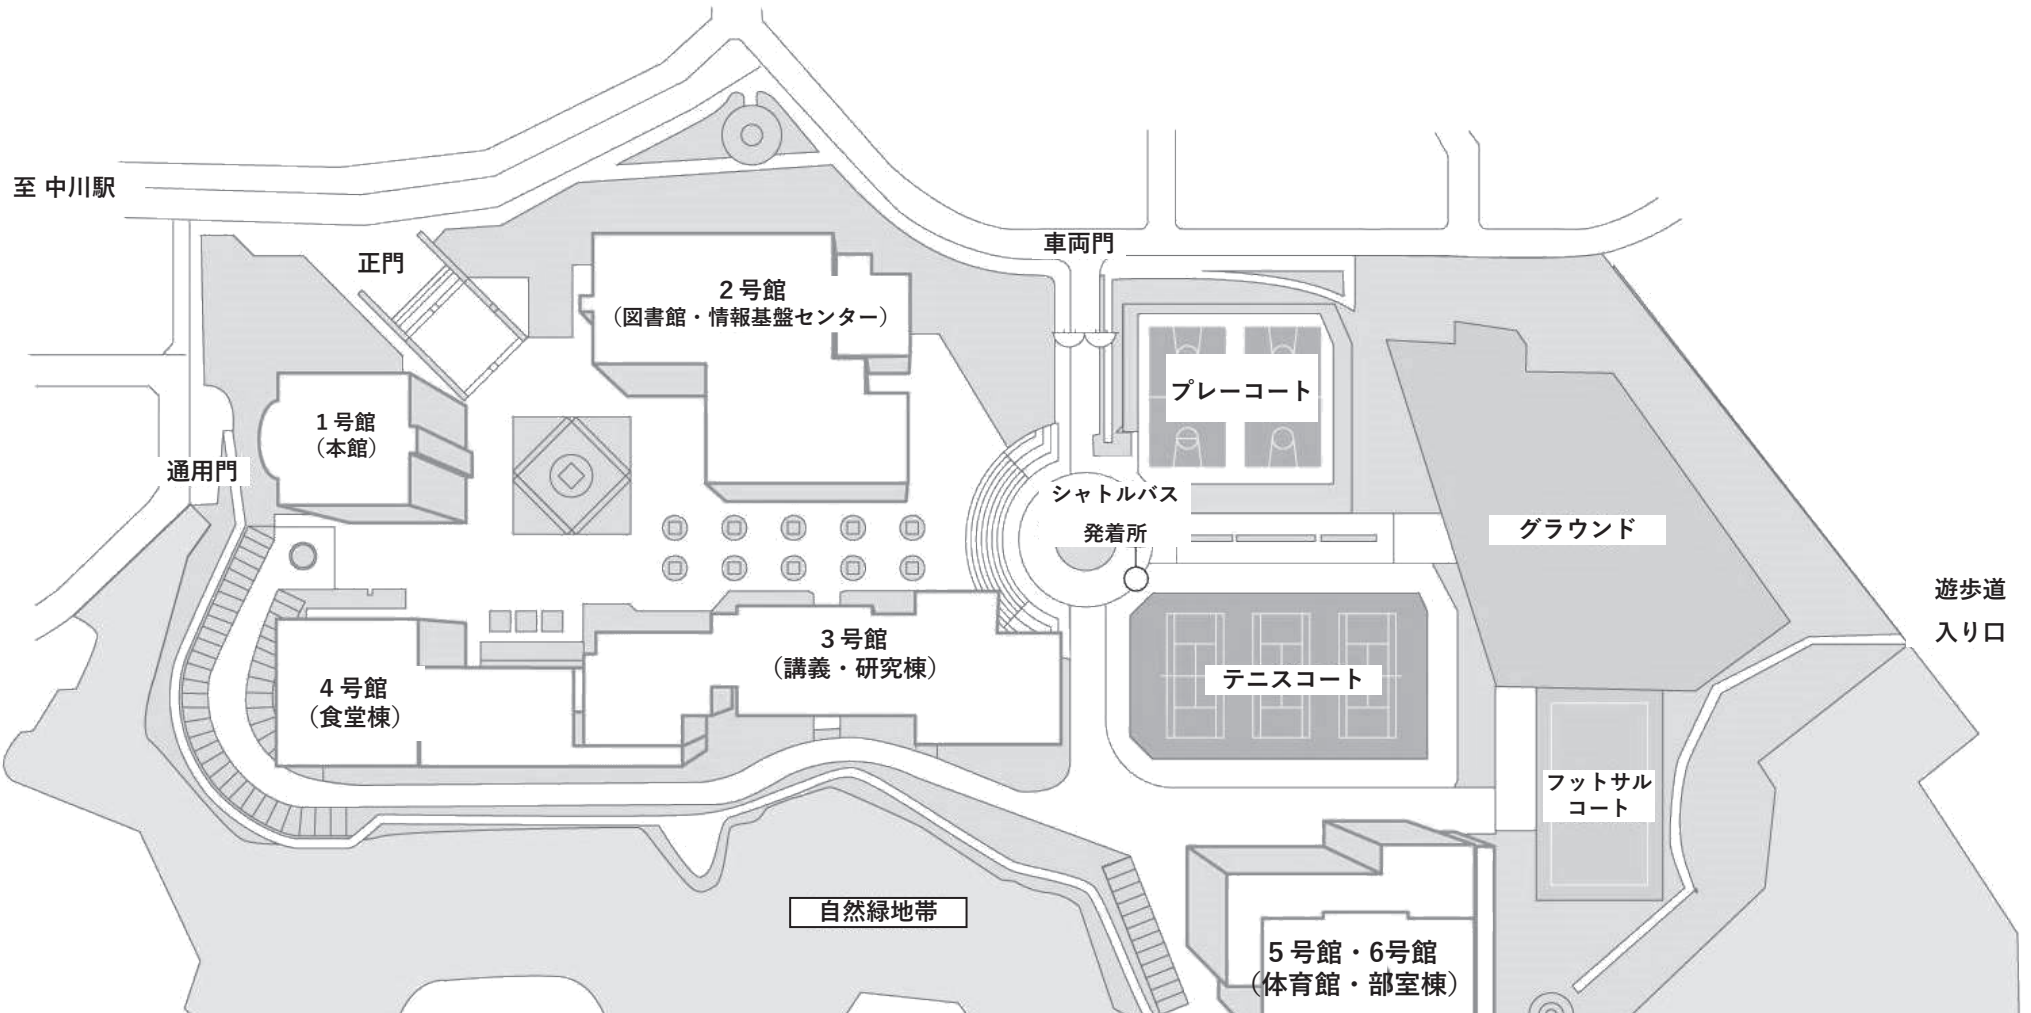 至 中川駅
正門
車両門
2号館
（図書館・情報基盤センター）
プレーコート
1号館
（本館）
通用門
シャトルバス
発着所
グラウンド
遊歩道
入り口
3号館
（講義・研究棟）
テニスコート
4号館
（食堂棟）
フットサル
コート
自然緑地帯
5号館・6号館
（体育館・部室棟）